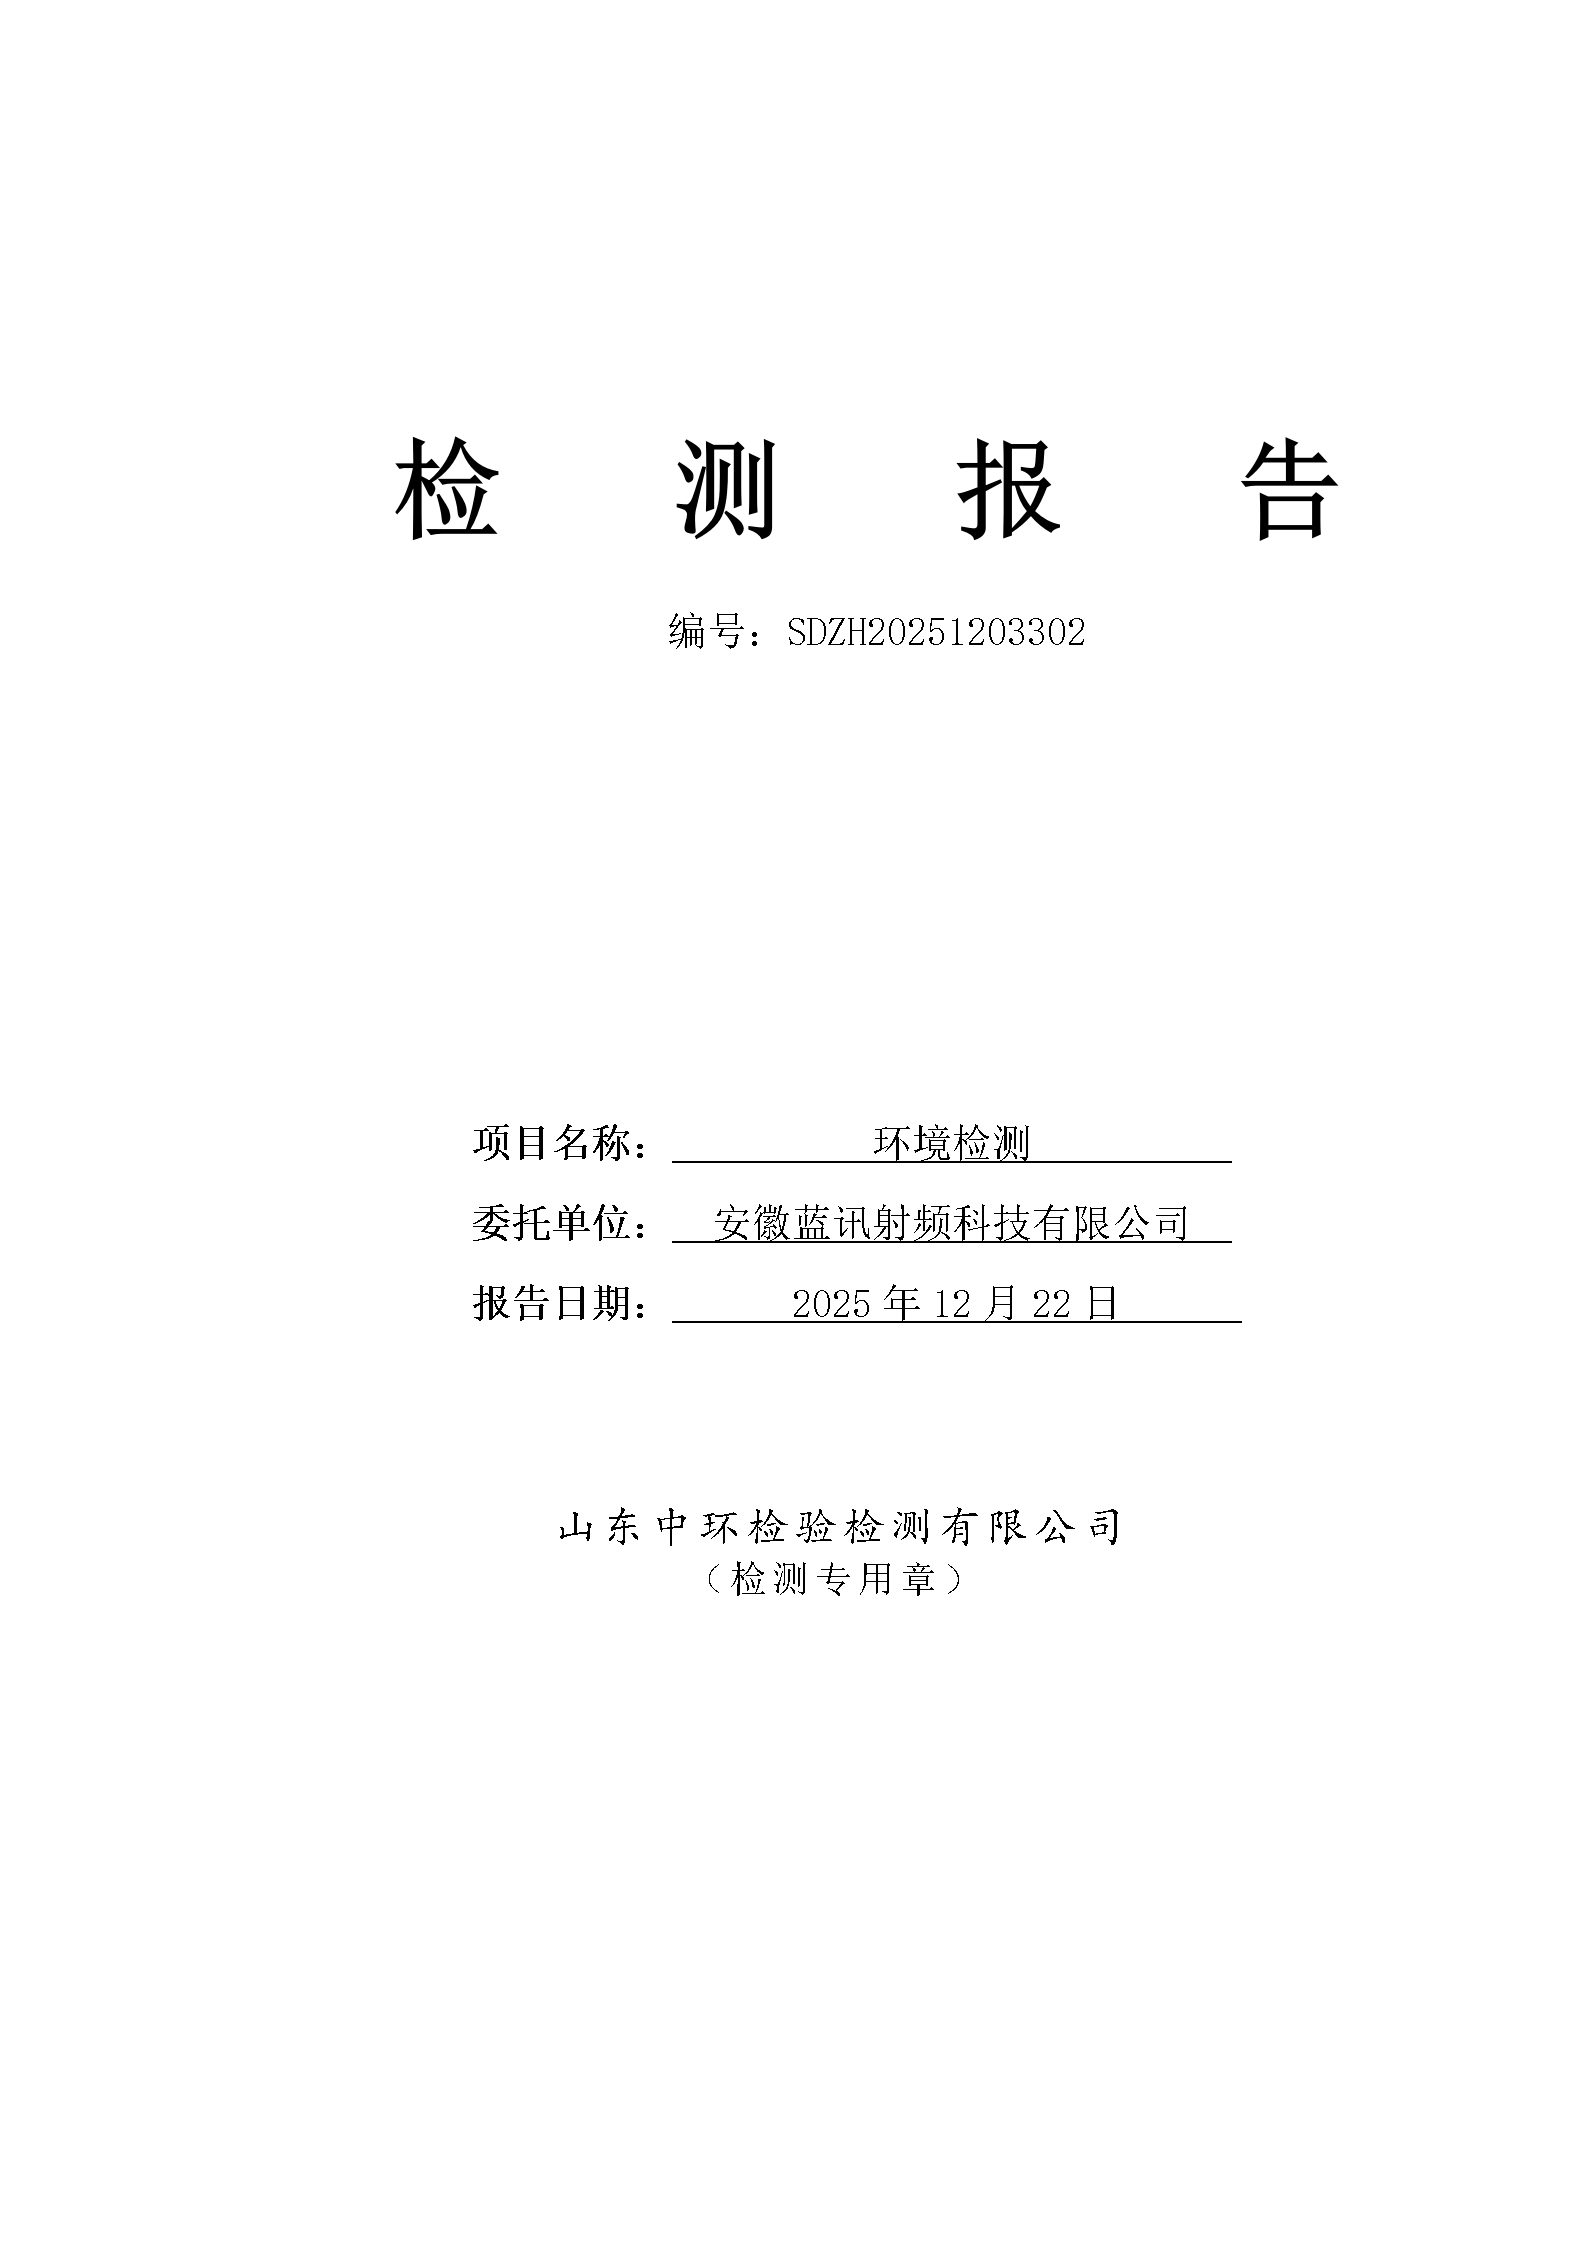 检测报告
编号：SDZH20251203302
项目名称：环境检测
委托单位：安徽蓝讯射频科技有限公司
报告日期：2025年12月22日
山东中环检验检测有限公司
（检测专用章）